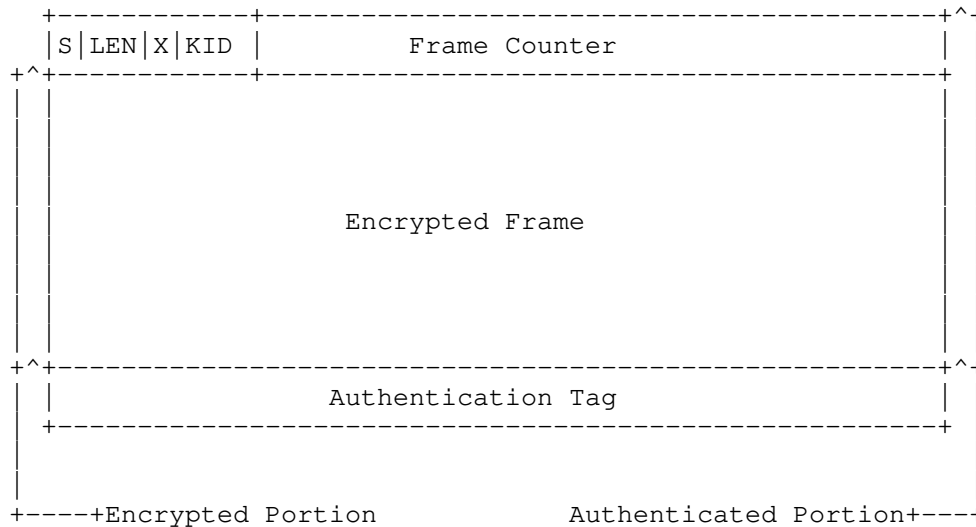 S|LEN|X|KID | Frame Counter
Encrypted Frame
Authentication Tag
Encrypted Portion Authenticated Portion